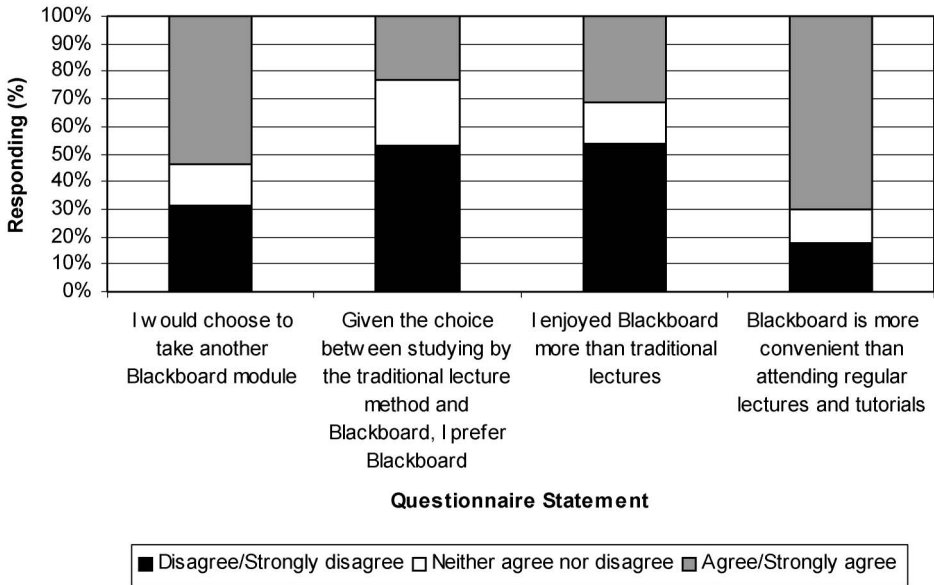 100%
90%
80%
70%
60%
50%
40%
30%
20%
10%
0%
Responding (%)
I would choose to
take another
Blackboard module
Given the choice
between studying by
the traditional lecture
method and
Blackboard, I prefer
Blackboard
I enjoyed Blackboard
more than traditional
lectures
Blackboard is more
convenient than
attending regular
lectures and tutorials
Questionnaire Statement
Disagree/Strongly disagree Neither agree nor disagree Agree/Strongly agree